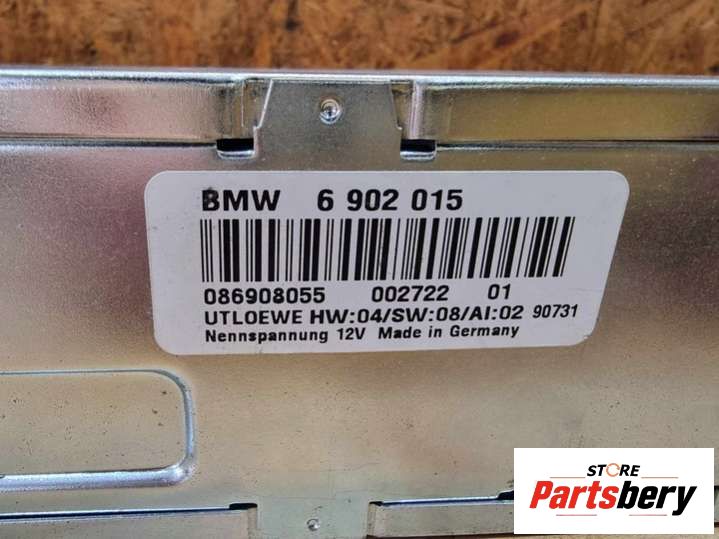 BMW 6 902 015
086908055 002722 01
UTLOEWE HW:04/SW:08/AI:02 90731
Nennspannung 12V Made in Germany
STORE
Partsbery